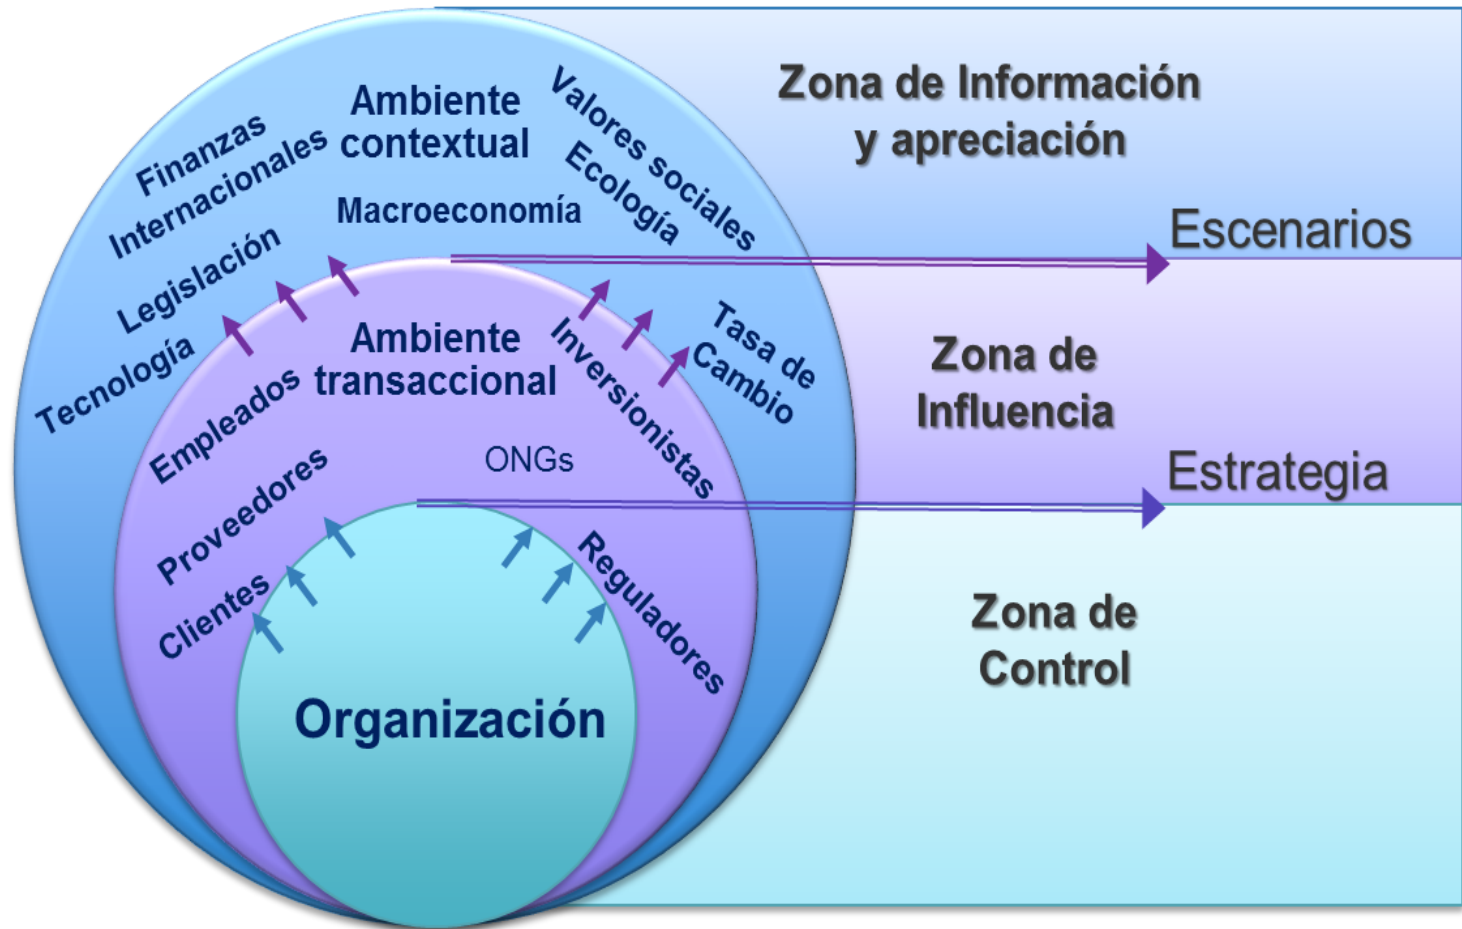 Ambiente
contextual
Finanzas
Internacionales
Valores sociales
Ecología
Macroeconomía
Legislación
Tecnología
Tasa de
Cambio
Zona de Información
y apreciación
Escenarios
Ambiente
transaccional
Empleados
Inversionistas
ONGs
Proveedores
Clientes
Reguladores
Zona de
Influencia
Estrategia
Organización
Zona de
Control